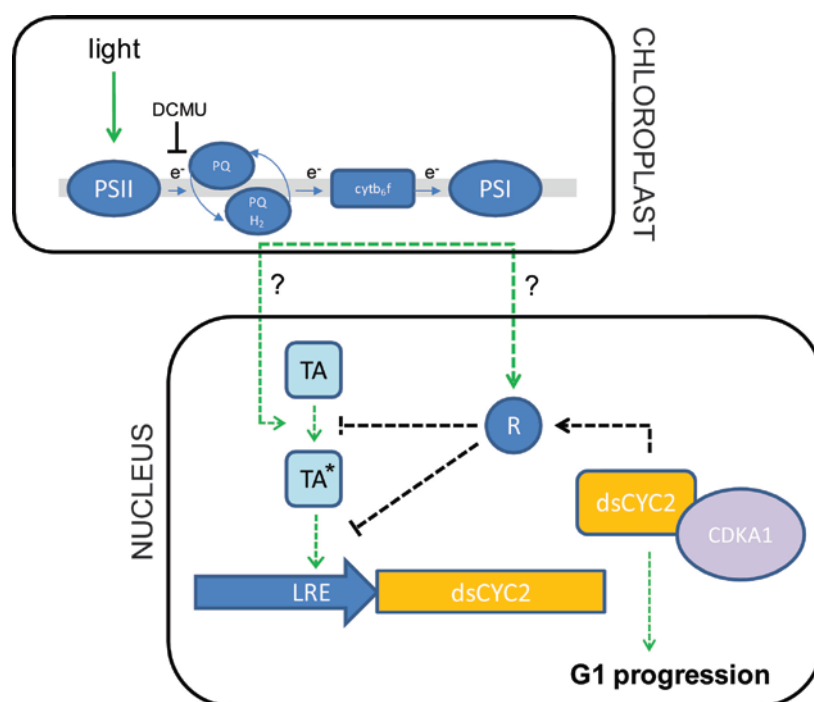 light
CHLOROPLAST
DCMU
PSII
e-
PQ
PQ
H₂
e-
cytb₆f
e-
PSI
?
?
NUCLEUS
TA
R
TA*
dsCYC2
CDKA1
LRE
dsCYC2
G1 progression